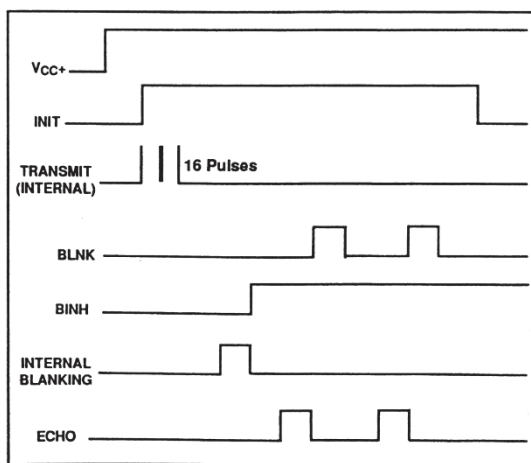 VCC+
INIT
TRANSMIT
(INTERNAL)
16 Pulses
BLNK
BINH
INTERNAL
BLANKING
ECHO